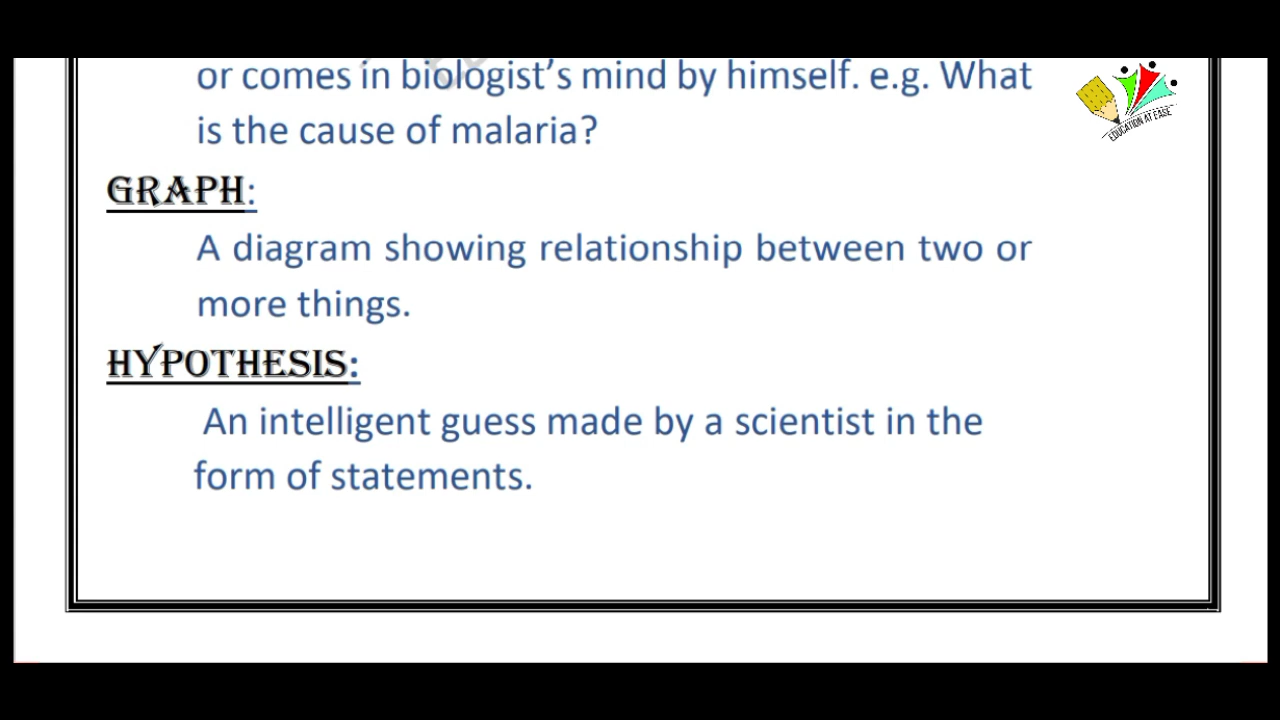 or comes in biologist’s mind by himself. e.g. What
is the cause of malaria?
GRAPH:
A diagram showing relationship between two or
more things.
HYPOTHESIS:
An intelligent guess made by a scientist in the
form of statements.
EDUCATION AT EASE